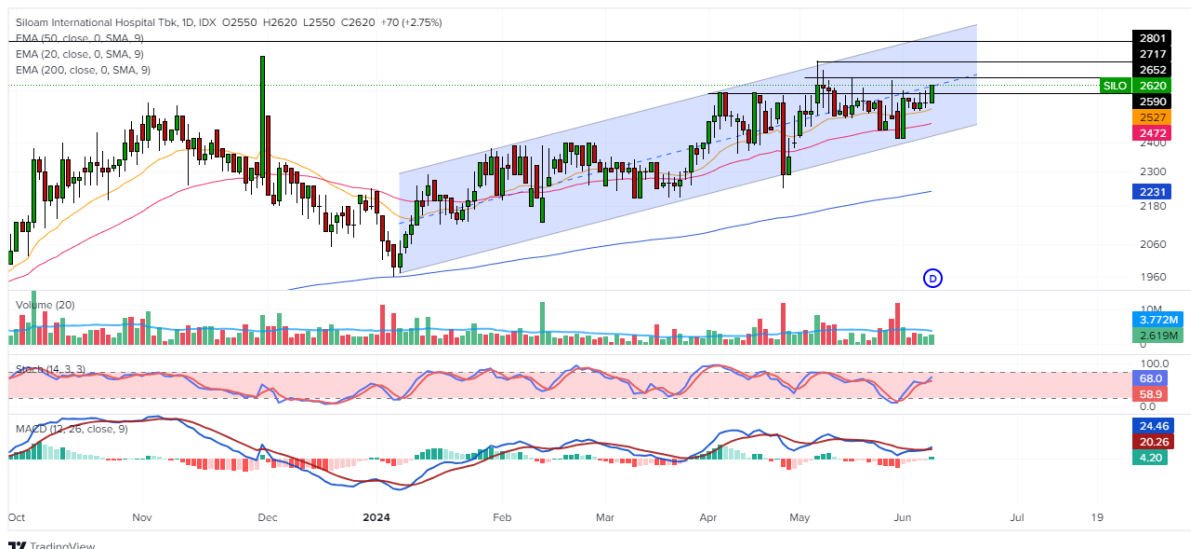 Siloam International Hospital Tbk, 1D, IDX O2550 H2620 L2550 C2620 +70 (+2.75%)
EMA (50, close, 0, SMA, 9)
EMA (20, close, 0, SMA, 9)
EMA (200, close, 0, SMA, 9)
2801
2717
2652
SILO 2620
2590
2527
2472
2400
2300
2231
2180
2060
1960
D
Volume (20)
10M
3.772M
2.619M
0
Stoch (14, 3, 3)
100.0
68.0
58.9
0.0
MACD (12, 26, close, 9)
24.46
20.26
4.20
Oct Nov Dec 2024 Feb Mar Apr May Jun Jul 19
TradingView